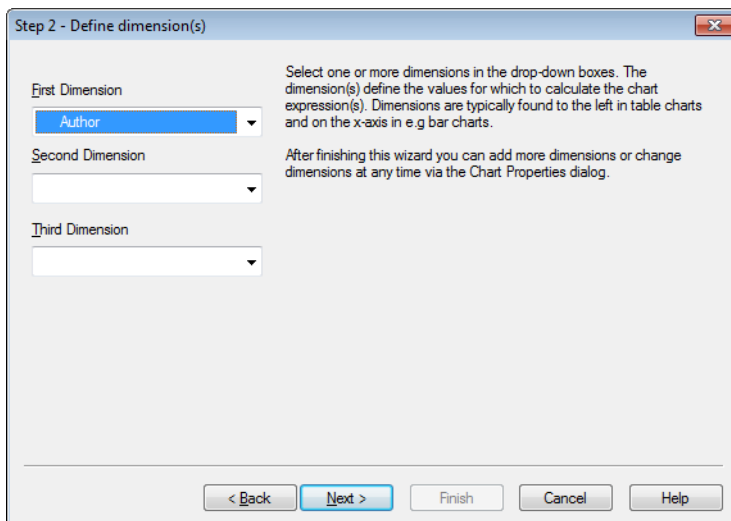 Step 2 - Define dimension(s)
First Dimension
Author
Second Dimension
Third Dimension
Select one or more dimensions in the drop-down boxes. The
dimension(s) define the values for which to calculate the chart
expression(s). Dimensions are typically found to the left in table charts
and on the x-axis in e.g bar charts.
After finishing this wizard you can add more dimensions or change
dimensions at any time via the Chart Properties dialog.
< Back
Next >
Finish
Cancel
Help